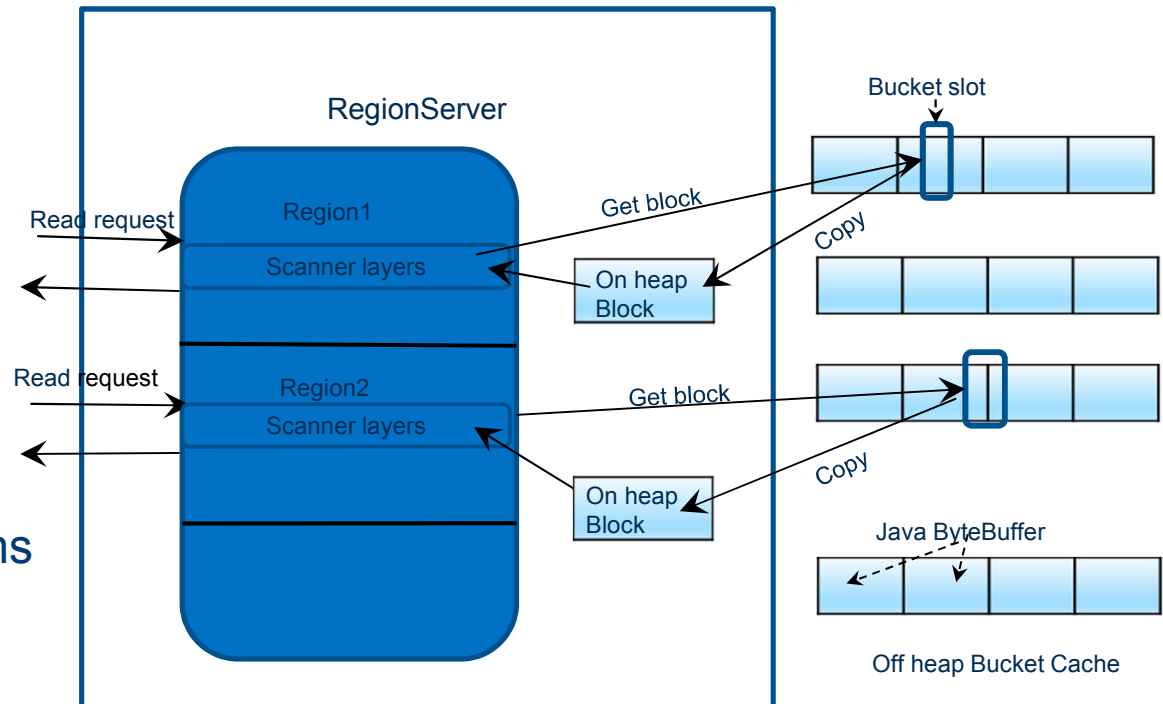 RegionServer
Bucket slot
Read request
Region1
Scanner layers
Get block
Copy
On heap
Block
Read request
Region2
Scanner layers
Get block
Copy
On heap
Block
Java ByteBuffer
Off heap Bucket Cache